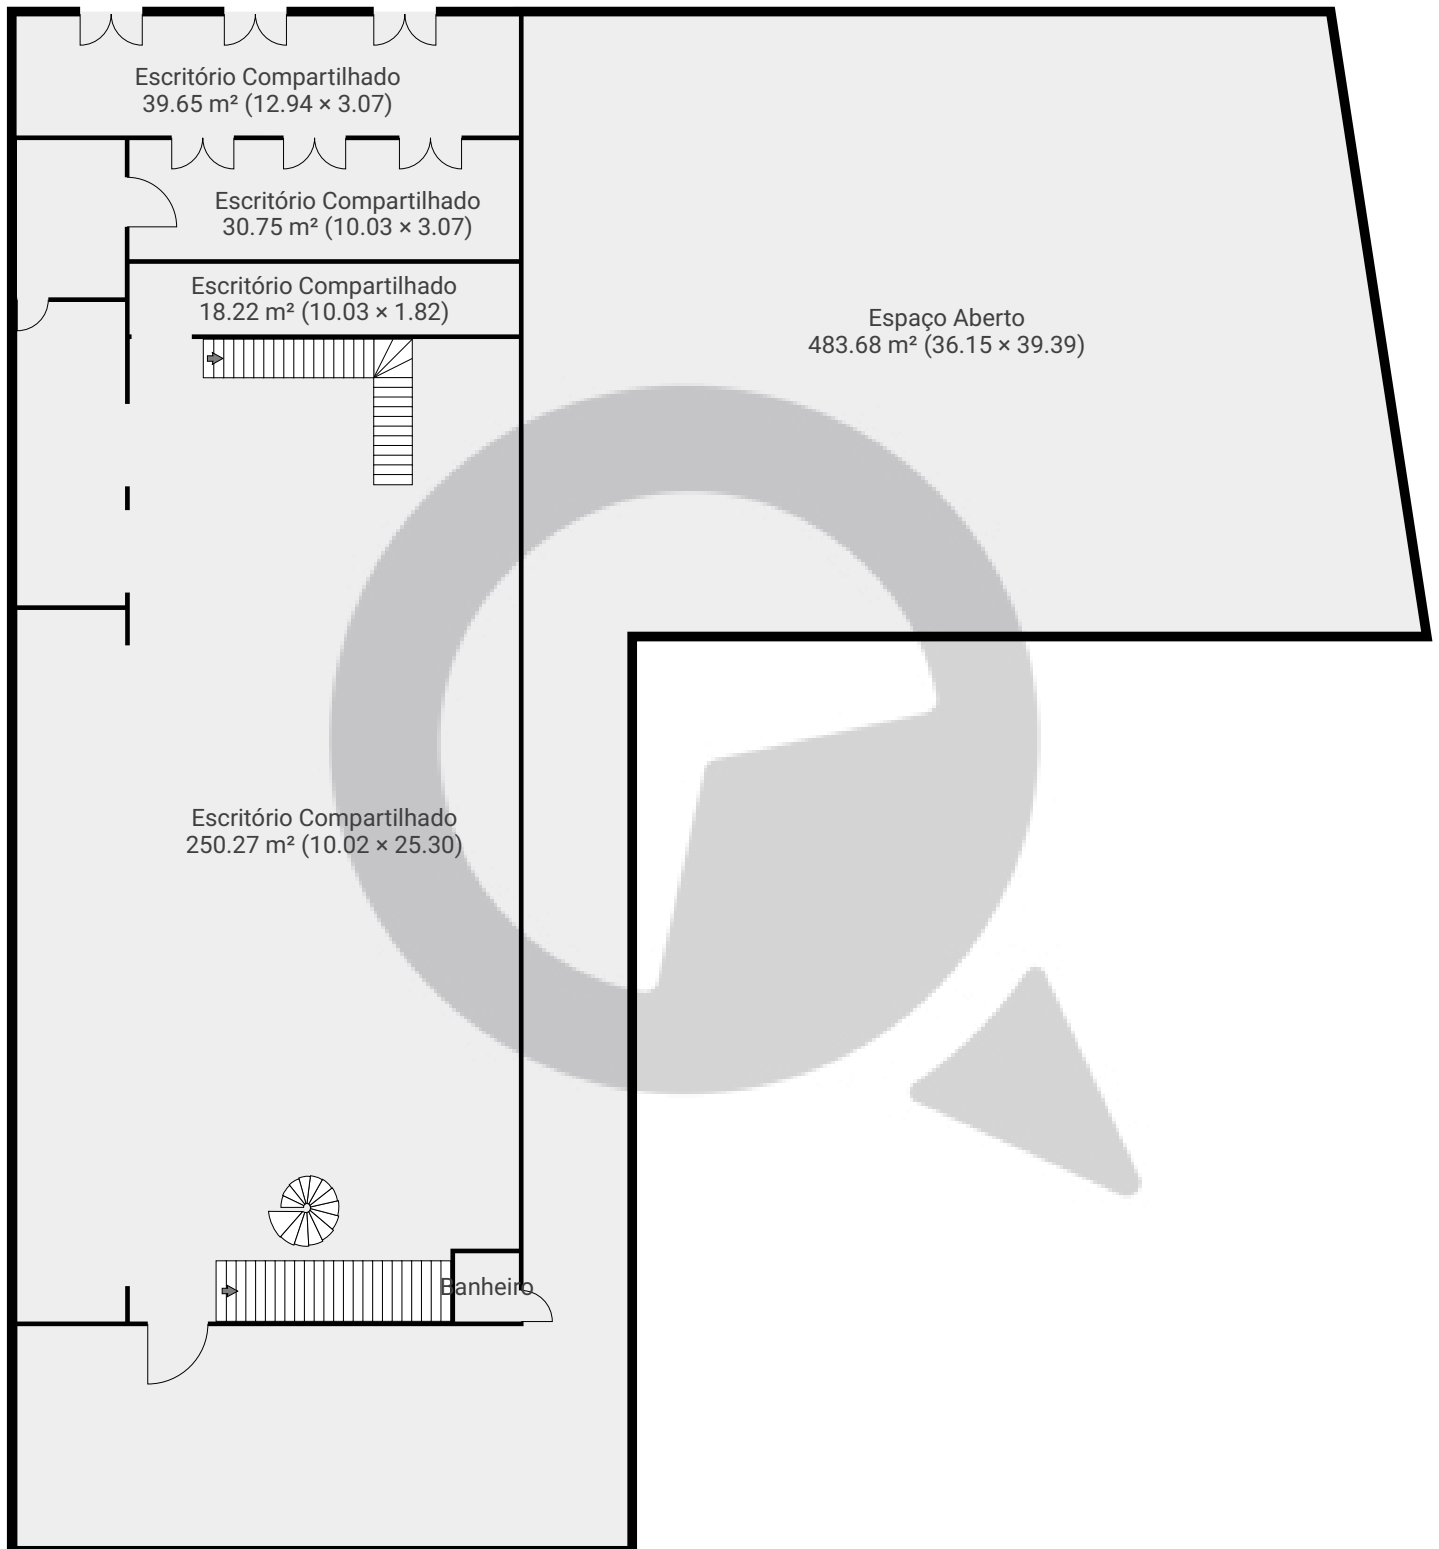 Escritório Compartilhado
39.65 m² (12.94 × 3.07)
Escritório Compartilhado
30.75 m² (10.03 × 3.07)
Escritório Compartilhado
18.22 m² (10.03 × 1.82)
Espaço Aberto
483.68 m² (36.15 × 39.39)
Escritório Compartilhado
250.27 m² (10.02 × 25.30)
Banheiro